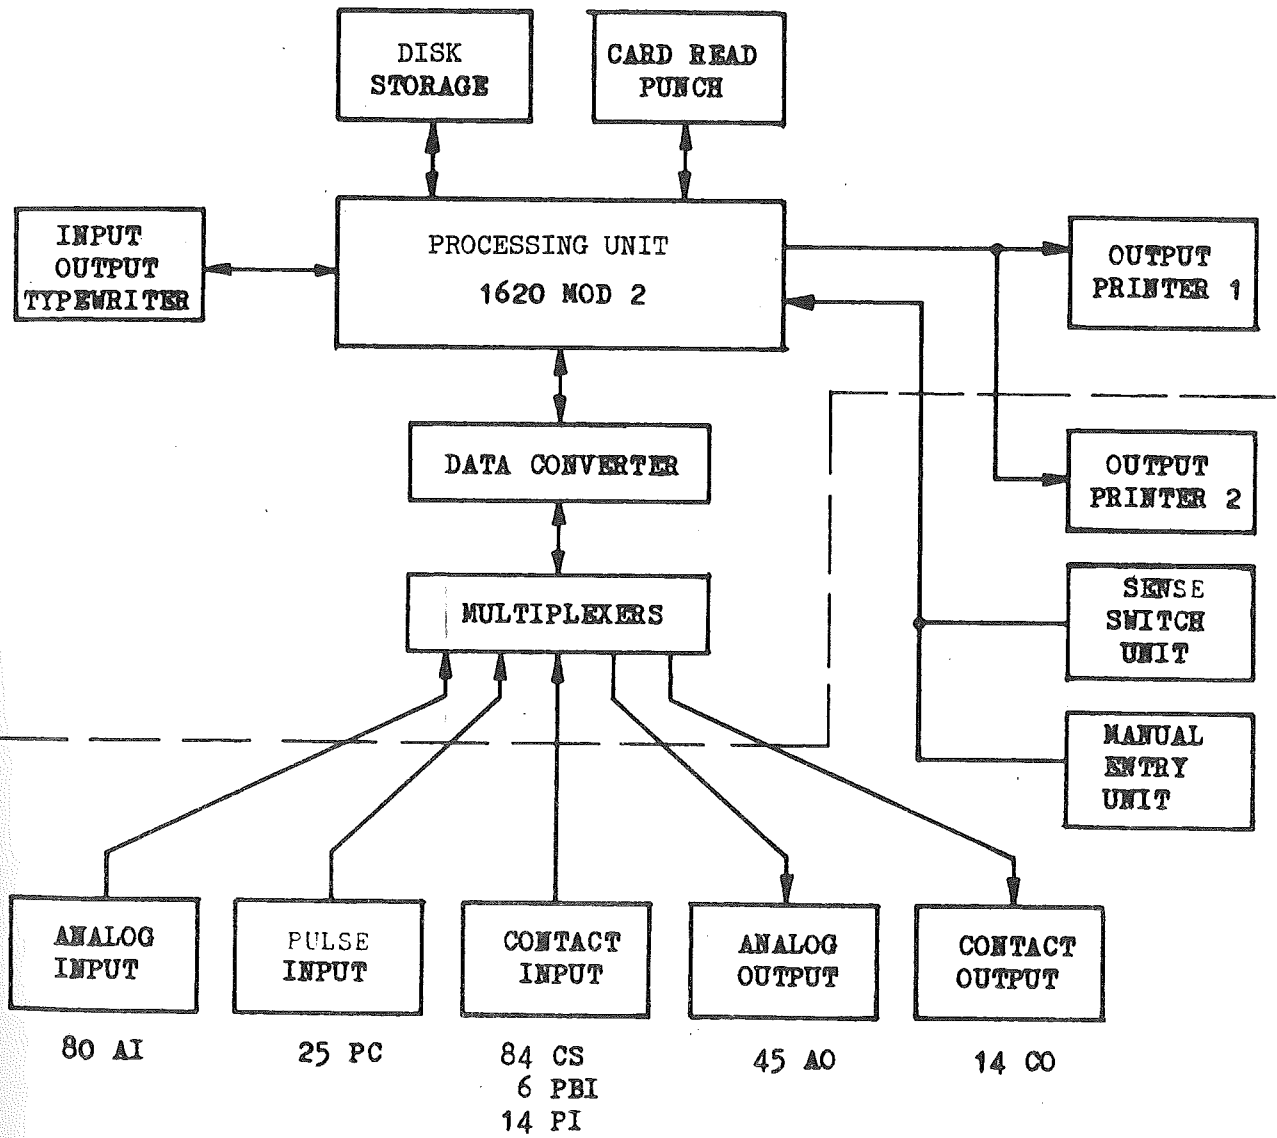 DISK
STORAGE
CARD READ
PUNCH
INPUT
OUTPUT
TYPEWRITER
PROCESSING UNIT
1620 MOD 2
OUTPUT
PRINTER 1
DATA CONVERTER
OUTPUT
PRINTER 2
MULTIPLEXERS
SENSE
SWITCH
UNIT
MANUAL
ENTRY
UNIT
ANALOG
INPUT
PULSE
INPUT
CONTACT
INPUT
ANALOG
OUTPUT
CONTACT
OUTPUT
80 AI
25 PC
84 CS
6 PBI
14 PI
45 AO
14 CO